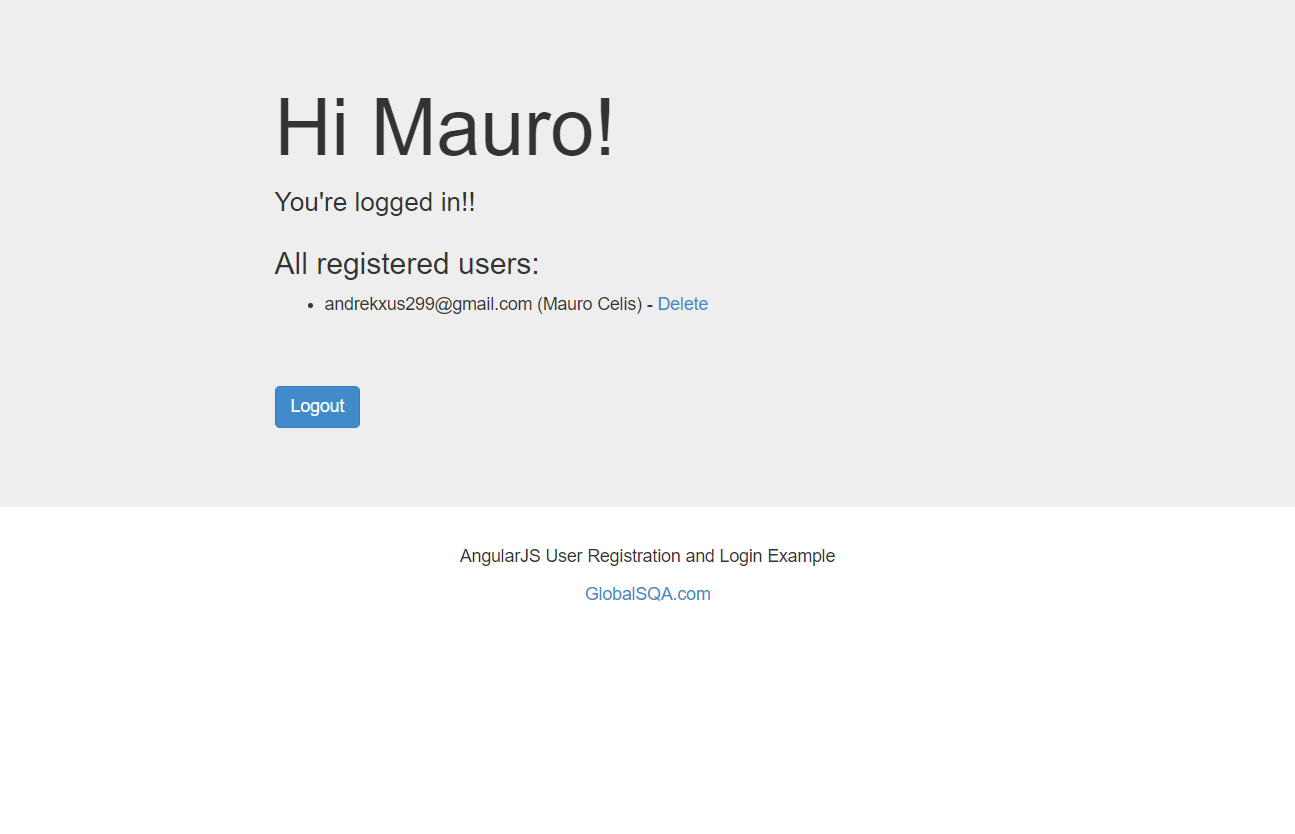 Hi Mauro!
You're logged in!!
All registered users:
• andrekxus299@gmail.com (Mauro Celis) - Delete
Logout
AngularJS User Registration and Login Example
GlobalSQA.com